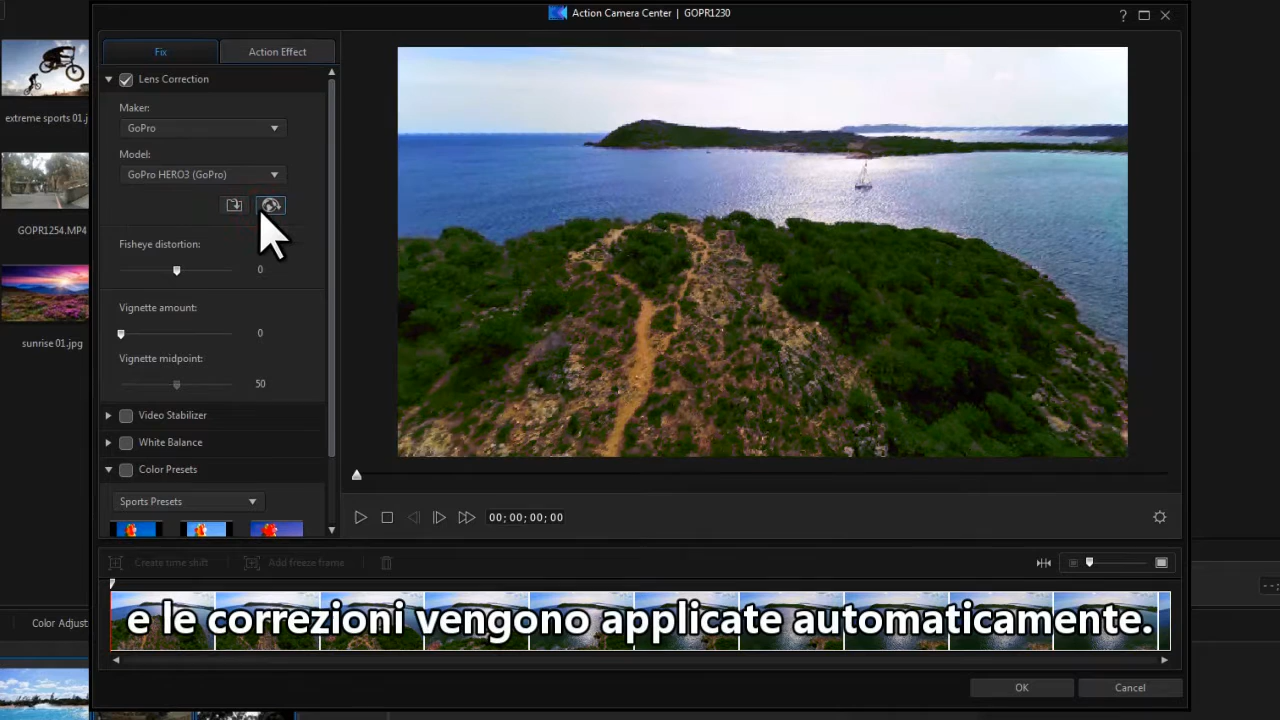 Action Camera Center | GOPR1230
?
Fix
Action Effect
Lens Correction
Maker:
GoPro
Model:
GoPro HERO3 (GoPro)
Fisheye distortion:
0
Vignette amount:
0
Vignette midpoint:
50
Video Stabilizer
White Balance
Color Presets
Sports Presets
00;00;00;00
Create time shift
Add freeze frame
e le correzioni vengono applicate automaticamente.
OK
Cancel
extreme sports 01.j
GOPR1254.MP4
sunrise 01.jpg
Color Adjust